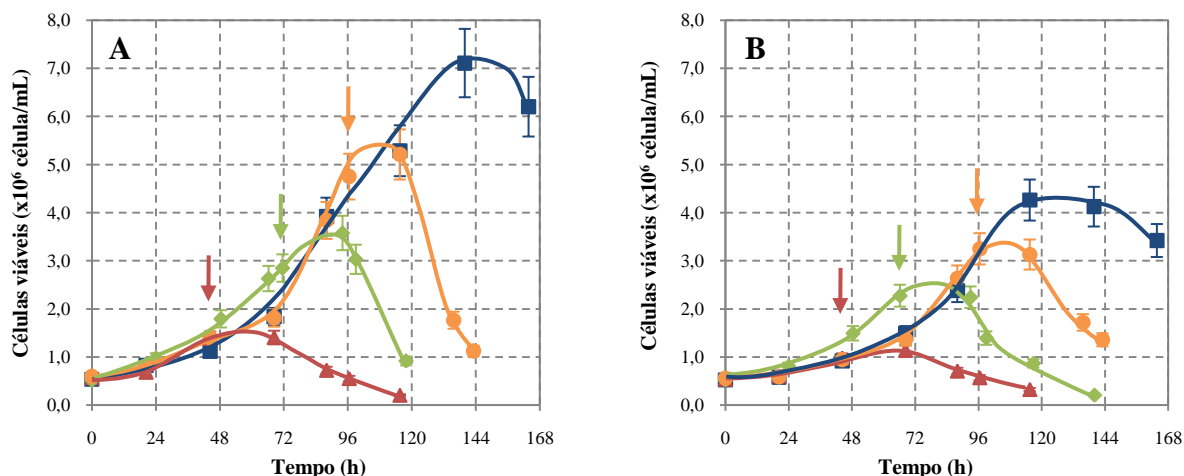 A
8,0
7,0
6,0
5,0
4,0
3,0
2,0
1,0
0,0
Células viáveis (x10⁶ célula/mL)
0 24 48 72 96 120 144 168
Tempo (h)
B
8,0
7,0
6,0
5,0
4,0
3,0
2,0
1,0
0,0
Células viáveis (x10⁶ célula/mL)
0 24 48 72 96 120 144 168
Tempo (h)